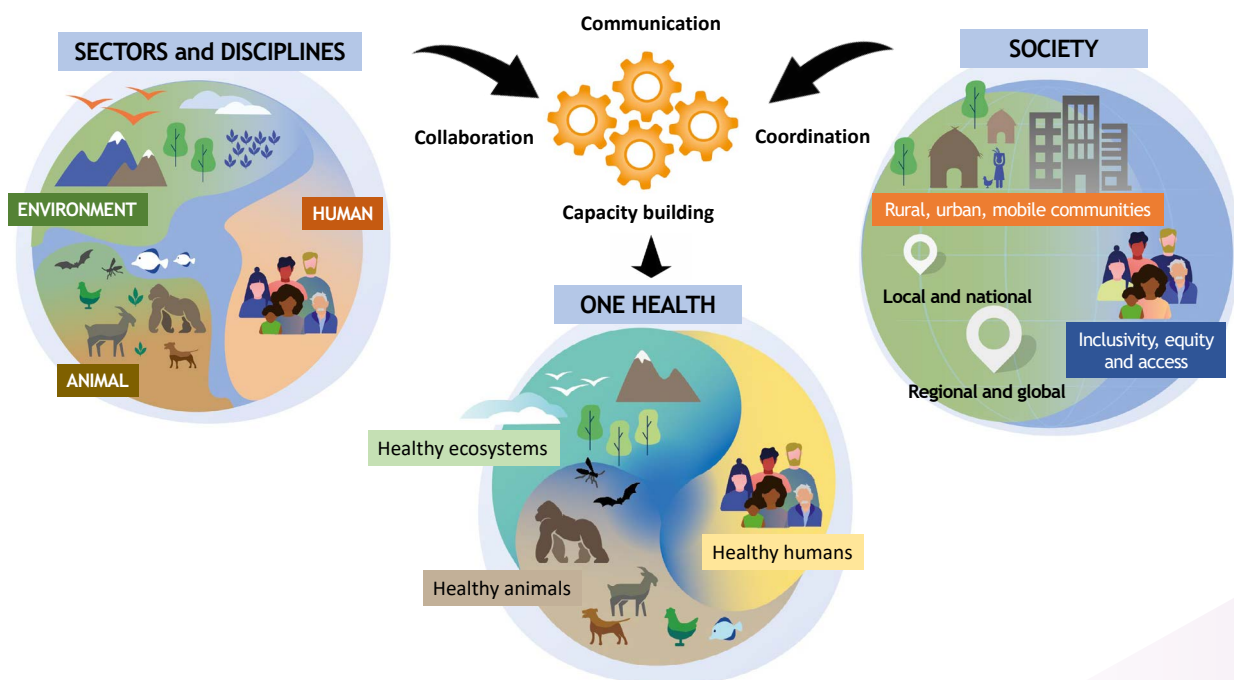 SECTORS and DISCIPLINES
ENVIRONMENT
HUMAN
ANIMAL
Communication
Collaboration
Coordination
Capacity building
SOCIETY
Rural, urban, mobile communities
Local and national
Inclusivity, equity
and access
Regional and global
ONE HEALTH
Healthy ecosystems
Healthy humans
Healthy animals